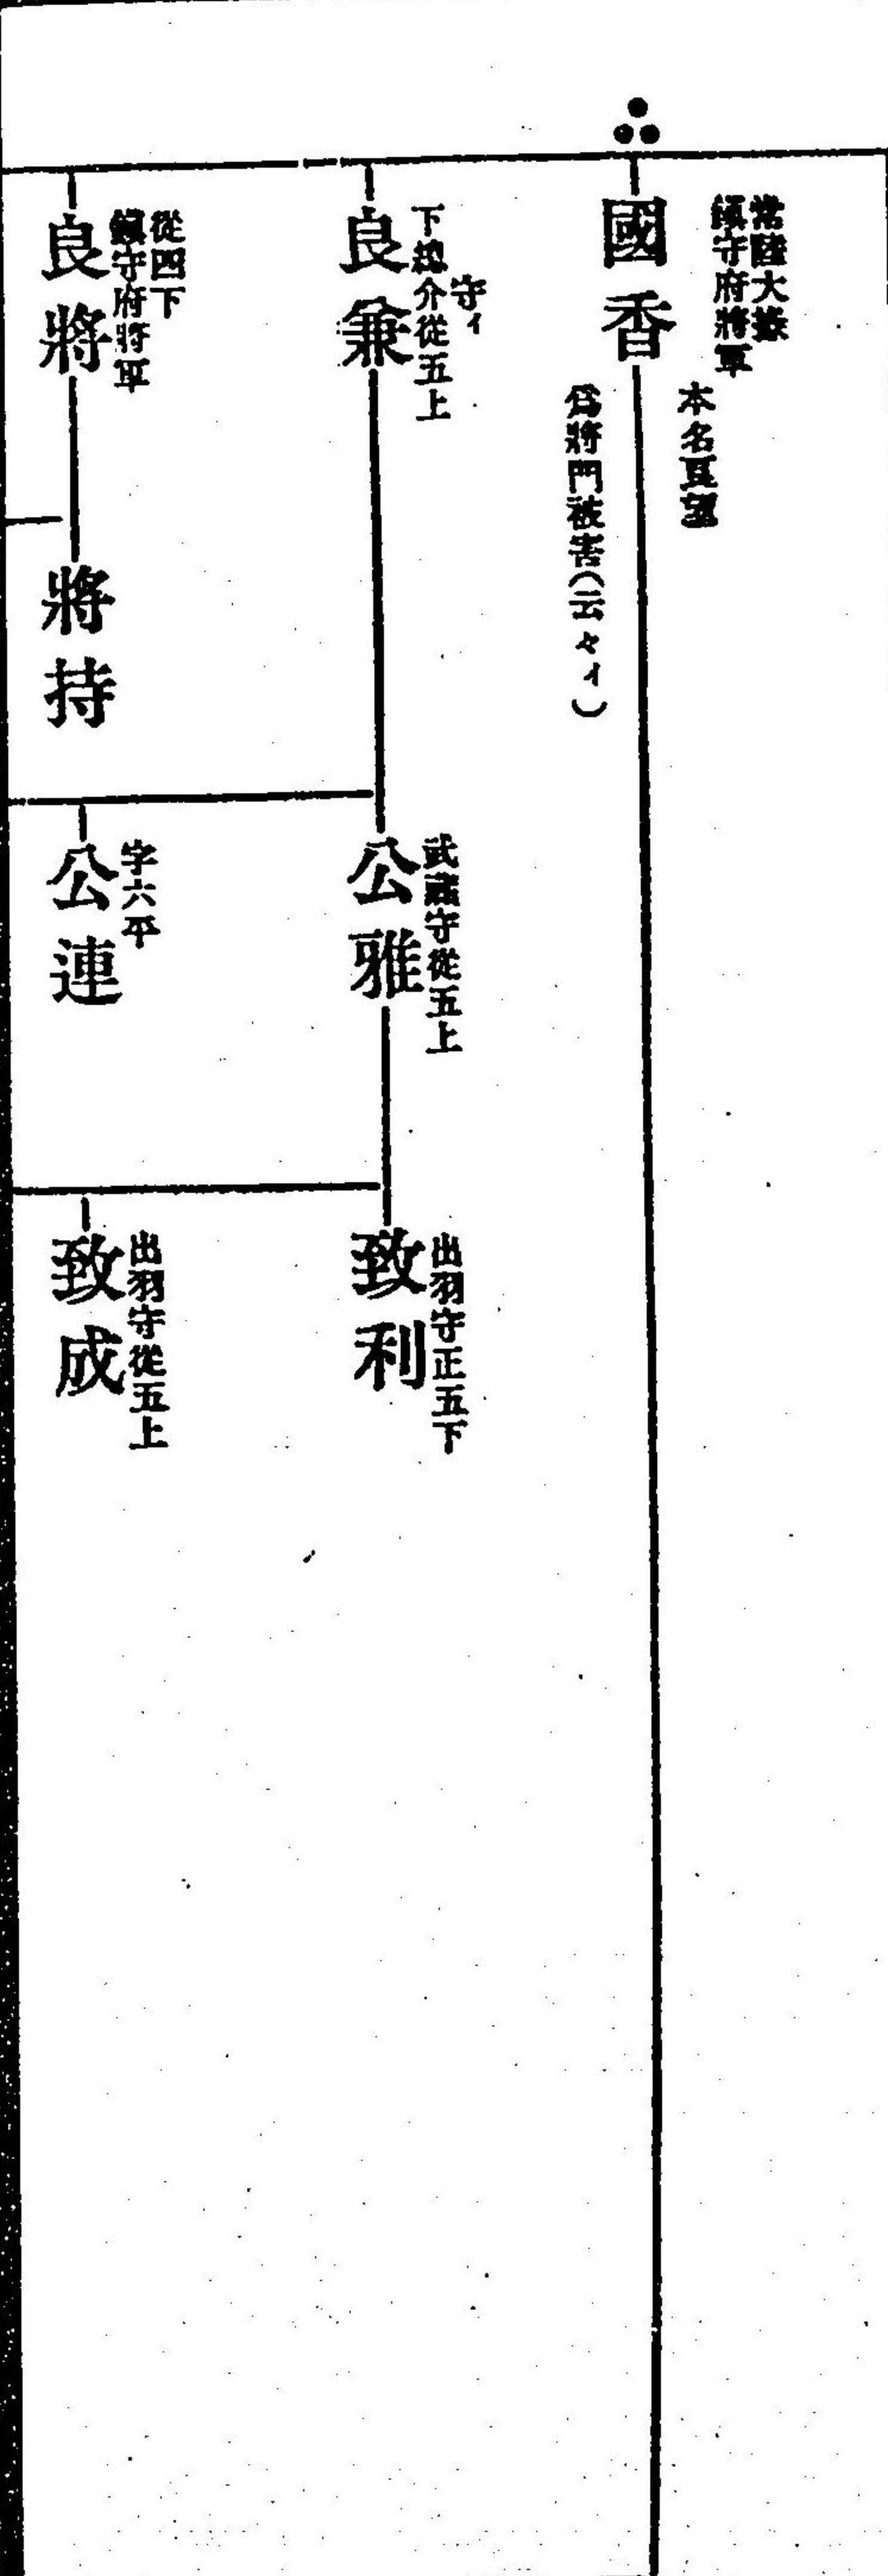 常陸大掾
鎭守府將軍
國香
本名良望
爲將門被害(云々イ)
守イ
下總介從五上
良兼
武藏守從五上
公雅
出羽守正五下
致利
從四下
鎭守府將軍
良將
將持
字六平
公連
出羽守從五上
致成